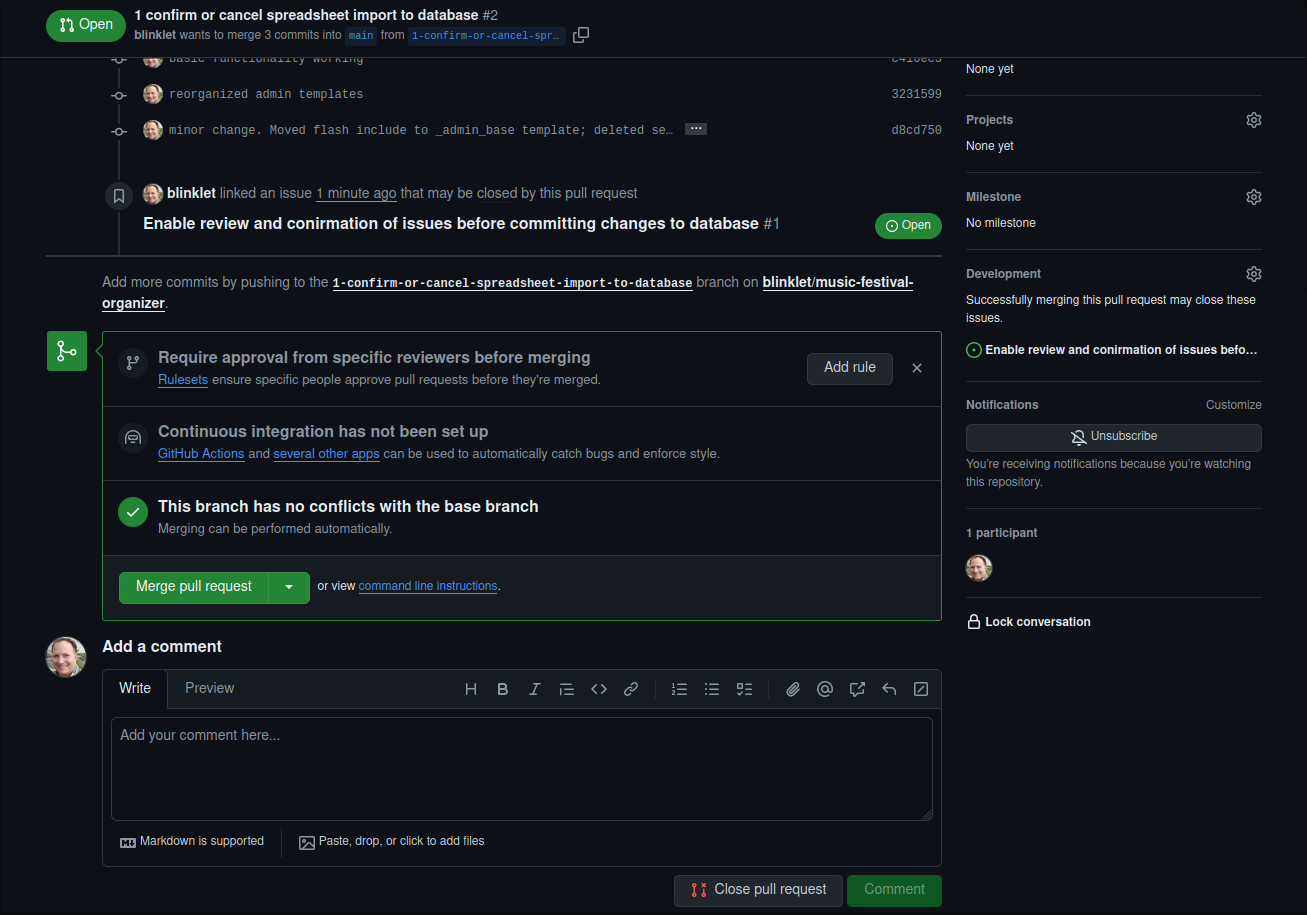 Open
1 confirm or cancel spreadsheet import to database #2
blinklet wants to merge 3 commits into main from 1-confirm-or-cancel-spr…
basic functionality working c410ec3
reorganized admin templates 3231599
minor change. Moved flash include to _admin_base template; deleted se… d8cd750
blinklet linked an issue 1 minute ago that may be closed by this pull request
Enable review and conirmation of issues before committing changes to database #1
Open
Add more commits by pushing to the 1-confirm-or-cancel-spreadsheet-import-to-database branch on blinklet/music-festival-
organizer.
Require approval from specific reviewers before merging
Rulesets ensure specific people approve pull requests before they're merged.
Add rule
Continuous integration has not been set up
GitHub Actions and several other apps can be used to automatically catch bugs and enforce style.
This branch has no conflicts with the base branch
Merging can be performed automatically.
Merge pull request or view command line instructions.
Add a comment
Write Preview
Add your comment here...
Markdown is supported
Paste, drop, or click to add files
Close pull request
Comment
None yet
Projects
None yet
Milestone
No milestone
Development
Successfully merging this pull request may close these
issues.
Enable review and conirmation of issues befo…
Notifications
Customize
Unsubscribe
You're receiving notifications because you're watching
this repository.
1 participant
Lock conversation